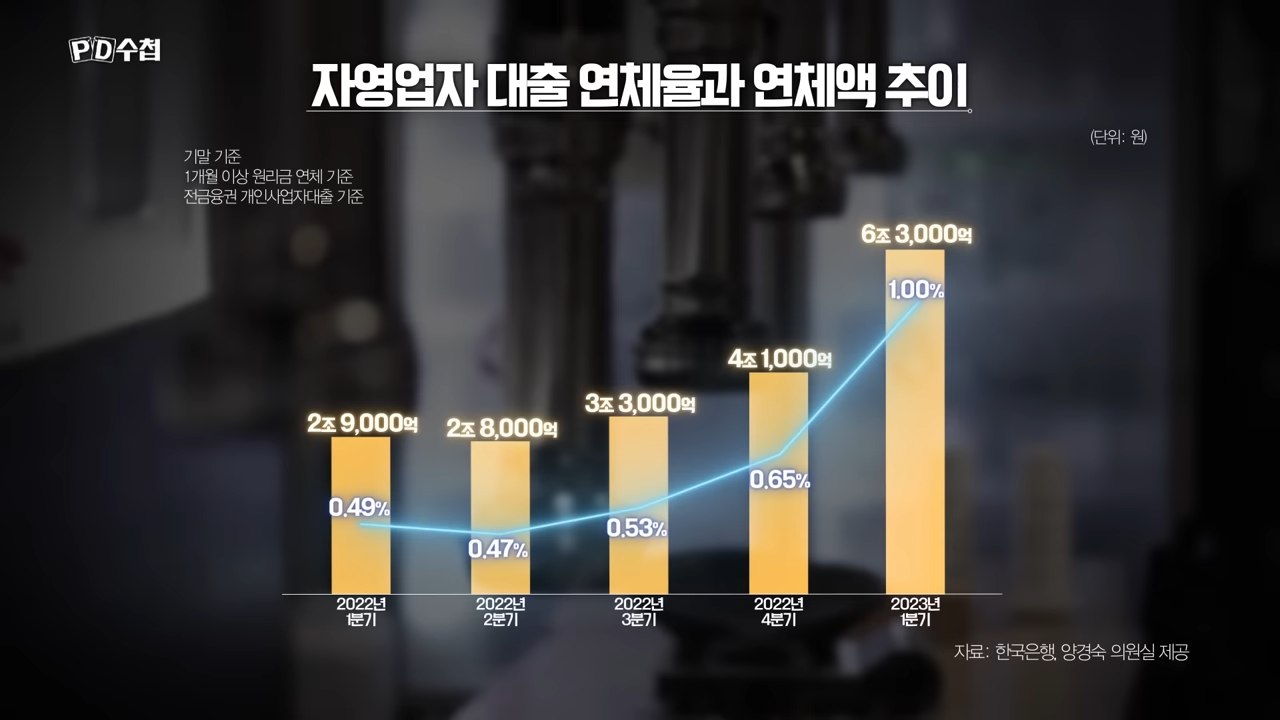 PD수첩
자영업자 대출 연체율과 연체액 추이
(단위: 원)
기말 기준
1개월 이상 원리금 연체 기준
전금융권 개인사업자대출 기준
2조 9,000억
2조 8,000억
3조 3,000억
4조 1,000억
6조 3,000억
0.49%
0.47%
0.53%
0.65%
1.00%
2022년
1분기
2022년
2분기
2022년
3분기
2022년
4분기
2023년
1분기
자료: 한국은행, 양경숙 의원실 제공